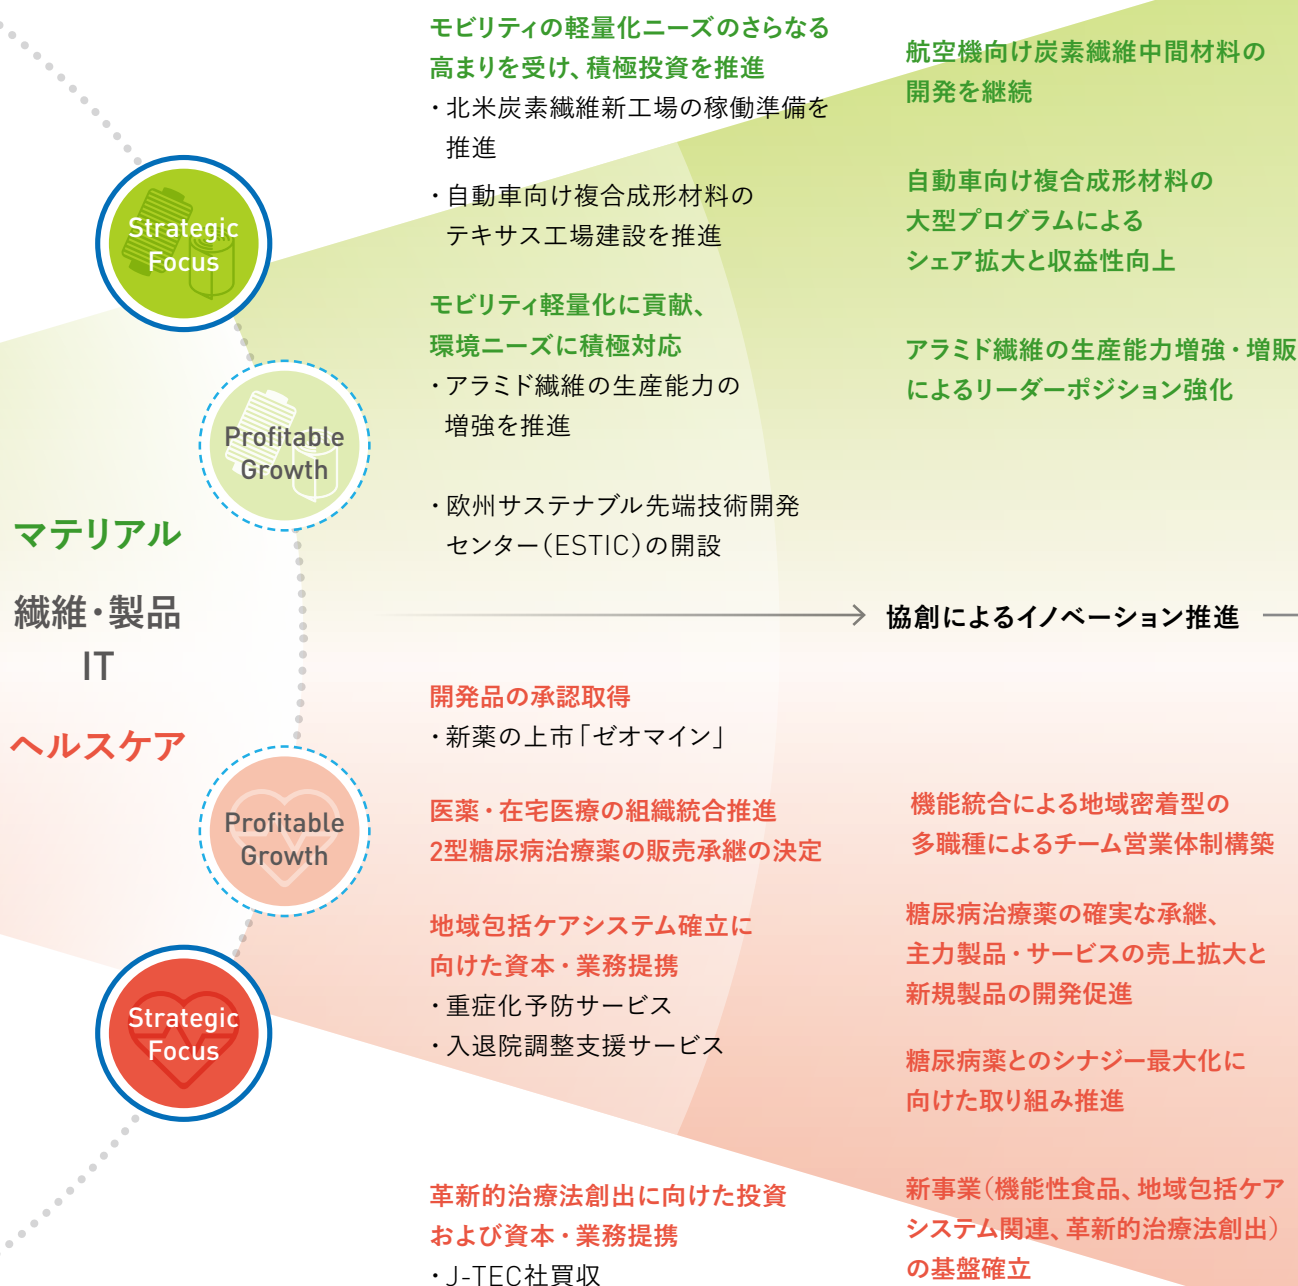 マテリアル
繊維・製品
IT
ヘルスケア
Strategic
Focus
Profitable
Growth
Profitable
Growth
Strategic
Focus
モビリティの軽量化ニーズのさらなる
高まりを受け、積極投資を推進
・北米炭素繊維新工場の稼働準備を
推進
・自動車向け複合成形材料の
テキサス工場建設を推進
モビリティ軽量化に貢献、
環境ニーズに積極対応
・アラミド繊維の生産能力の
増強を推進
・欧州サステナブル先端技術開発
センター（ESTIC）の開設
開発品の承認取得
・新薬の上市「ゼオマイン」
医薬・在宅医療の組織統合推進
2型糖尿病治療薬の販売承継の決定
地域包括ケアシステム確立に
向けた資本・業務提携
・重症化予防サービス
・入退院調整支援サービス
革新的治療法創出に向けた投資
および資本・業務提携
・J-TEC社買収
航空機向け炭素繊維中間材料の
開発を継続
自動車向け複合成形材料の
大型プログラムによる
シェア拡大と収益性向上
アラミド繊維の生産能力増強・増販
によるリーダーポジション強化
協創によるイノベーション推進
機能統合による地域密着型の
多職種によるチーム営業体制構築
糖尿病治療薬の確実な承継、
主力製品・サービスの売上拡大と
新規製品の開発促進
糖尿病薬とのシナジー最大化に
向けた取り組み推進
新事業（機能性食品、地域包括ケア
システム関連、革新的治療法創出）
の基盤確立